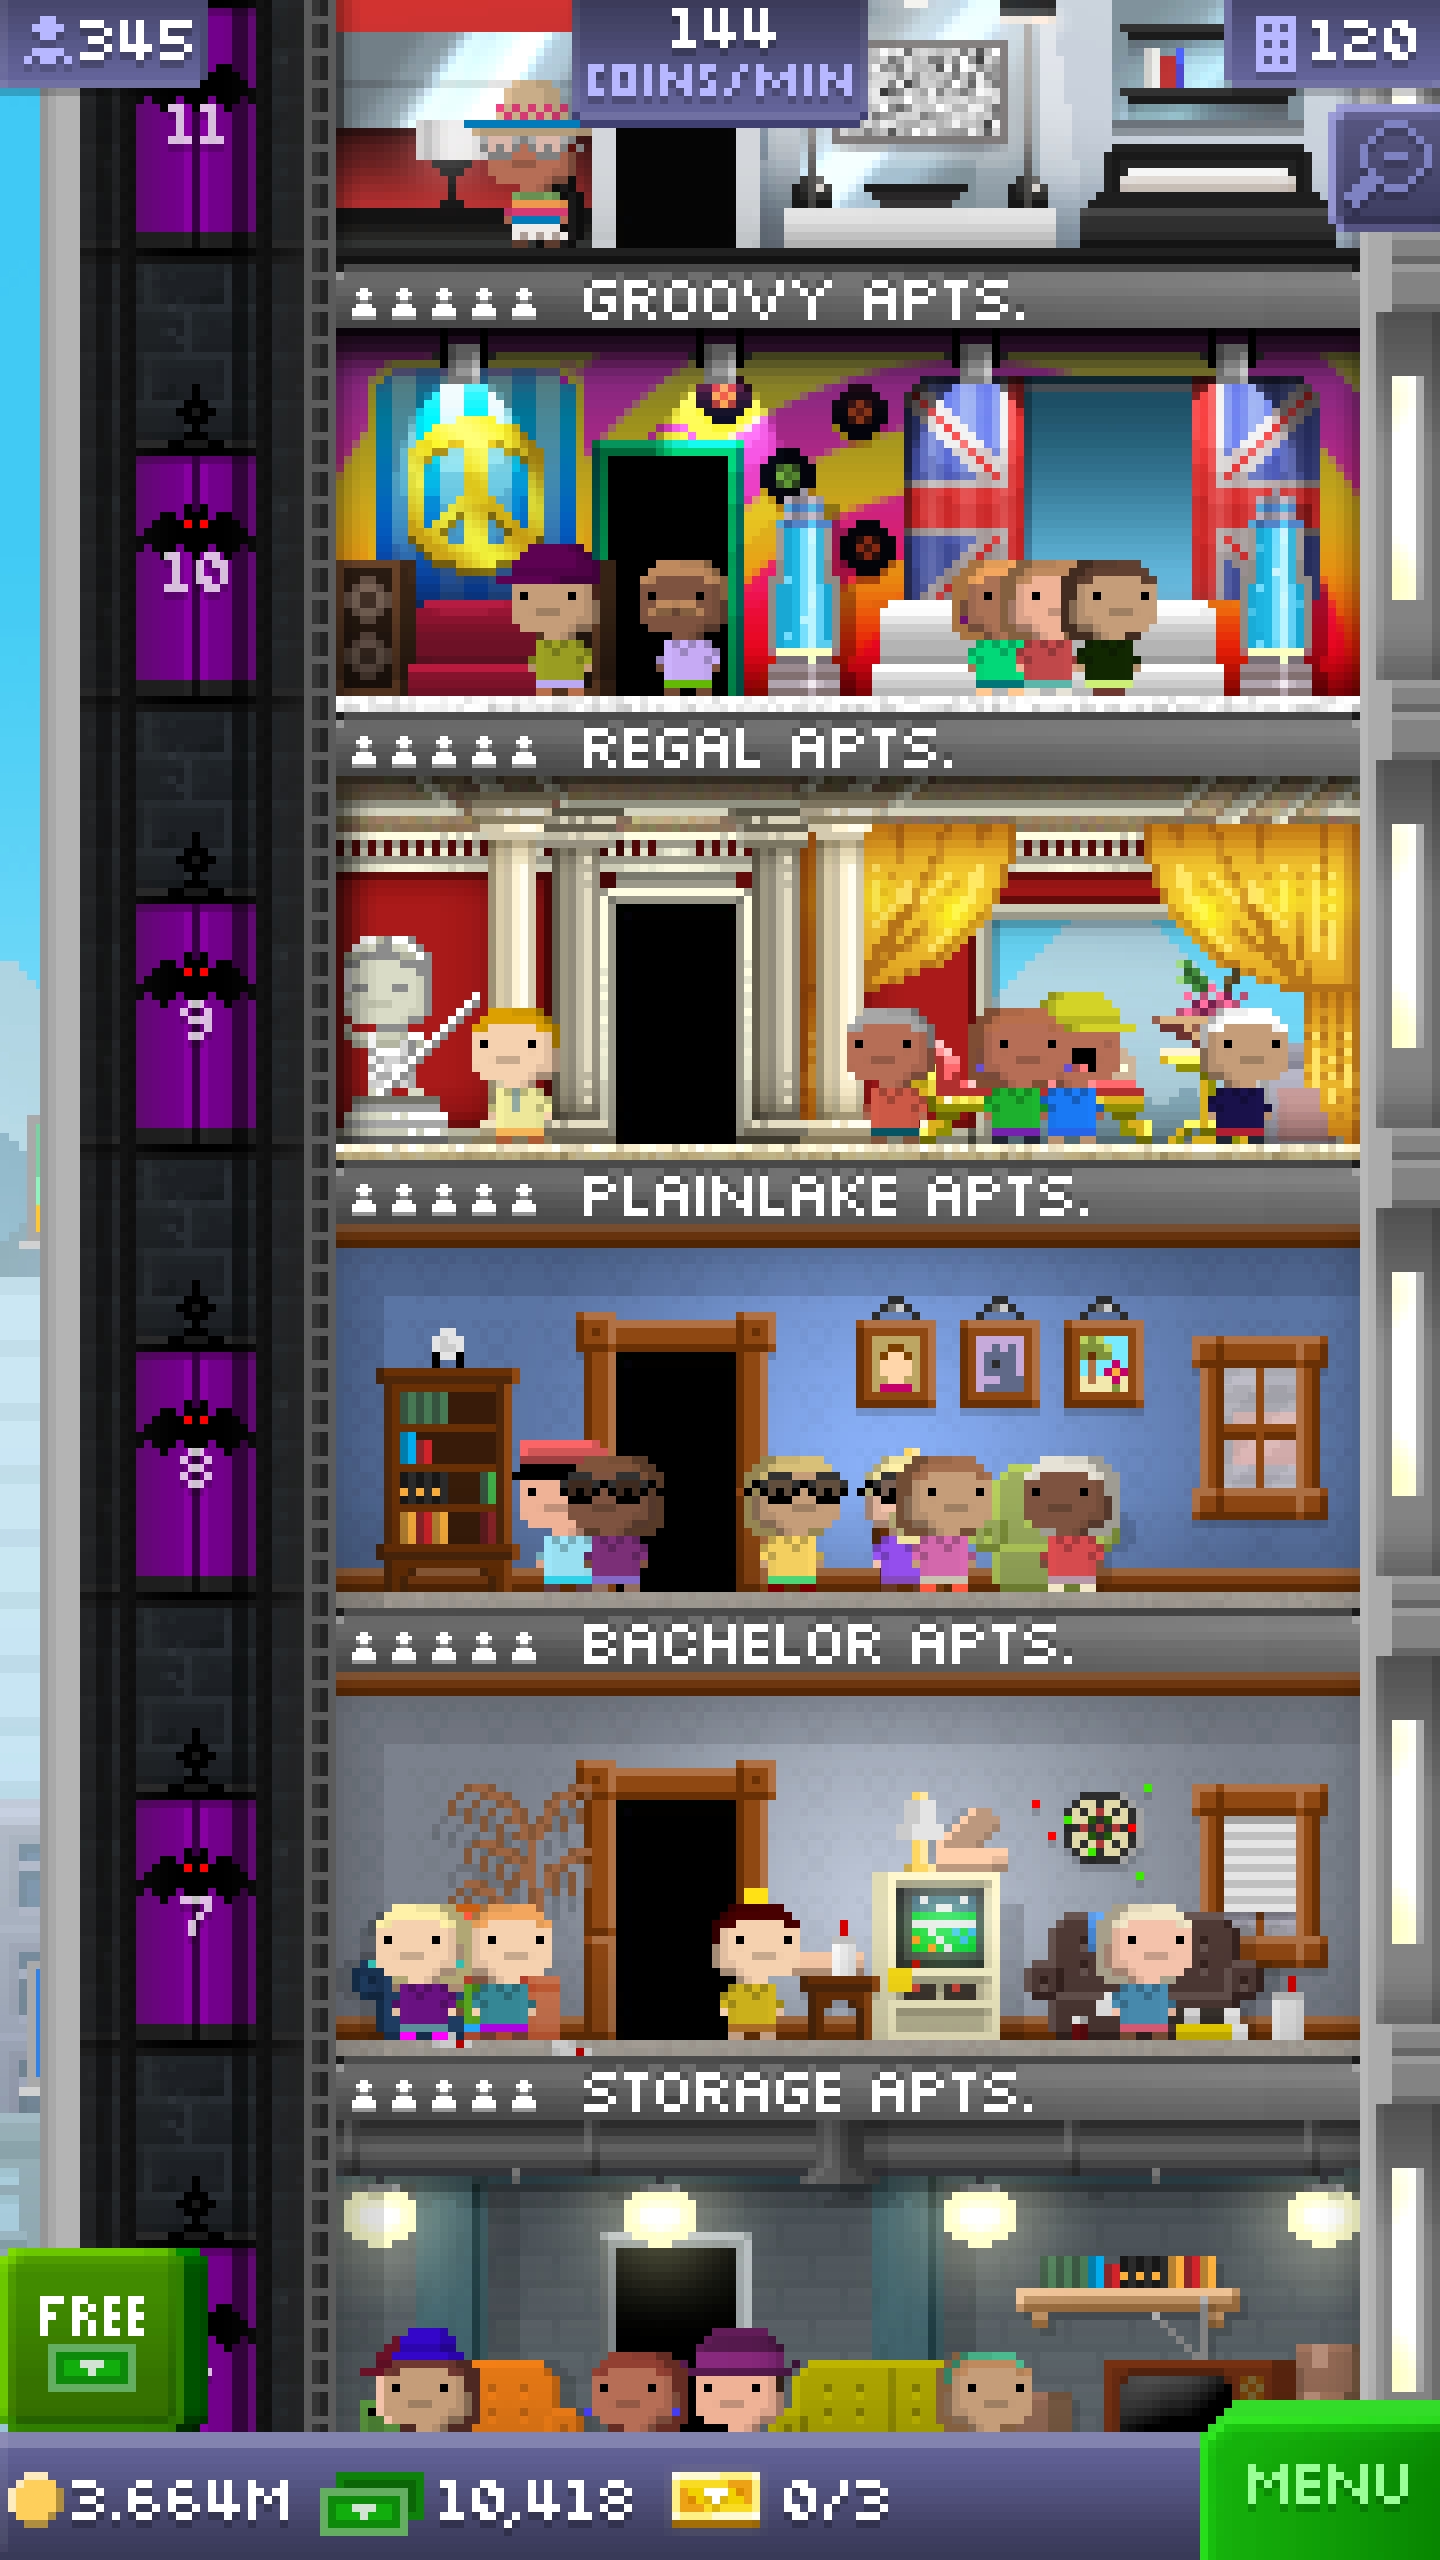 345
144
COINS/MIN
120
11
GROOVY APTS.
10
REGAL APTS.
9
PLAINLAKE APTS.
8
BACHELOR APTS.
7
STORAGE APTS.
FREE
3.664M
10,418
0/3
MENU